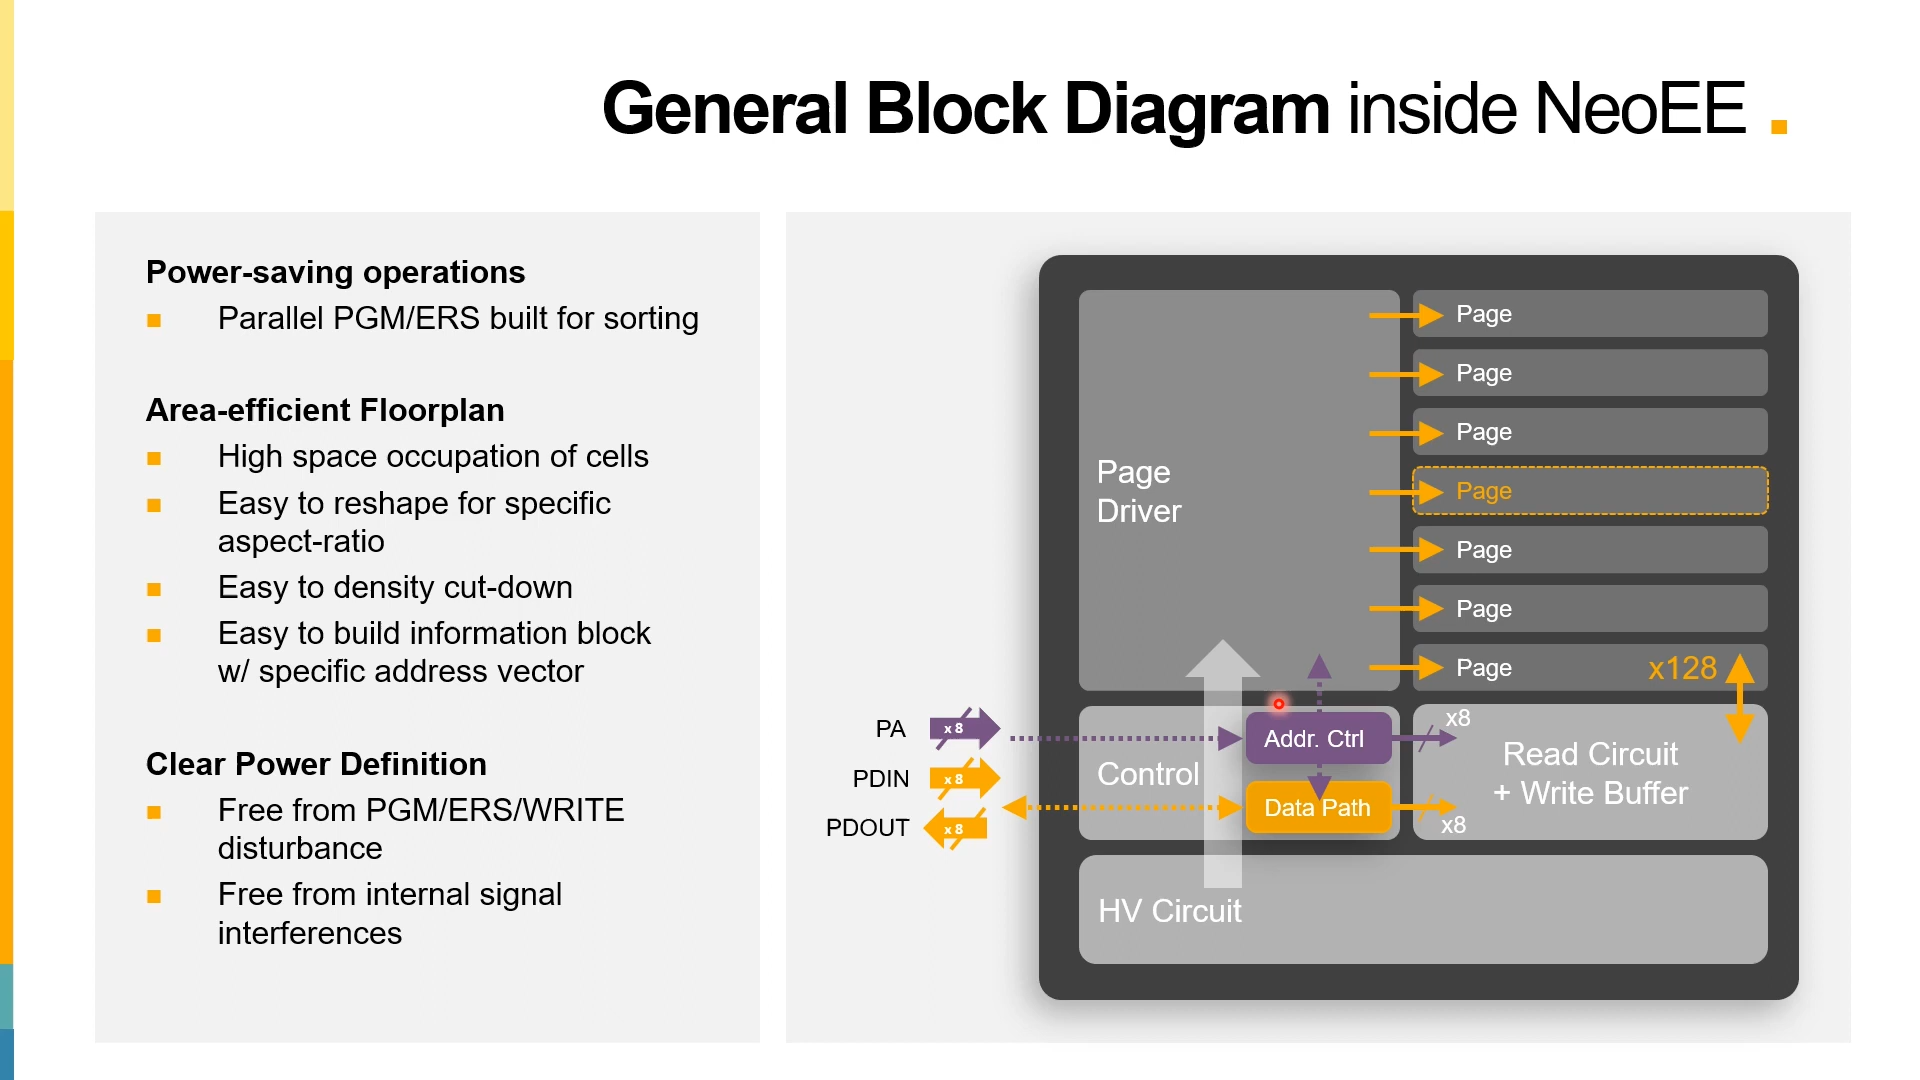 General Block Diagram inside NeoEE .
Power-saving operations
Parallel PGM/ERS built for sorting
Area-efficient Floorplan
High space occupation of cells
Easy to reshape for specific
aspect-ratio
Easy to density cut-down
Easy to build information block
w/ specific address vector
Clear Power Definition
Free from PGM/ERS/WRITE
disturbance
Free from internal signal
interferences
Page
Driver
Page
Page
Page
Page
Page
Page
Page
x128
PA
x 8
PDIN
x 8
PDOUT
x 8
Control
Addr. Ctrl
Data Path
x8
x8
Read Circuit
+ Write Buffer
HV Circuit